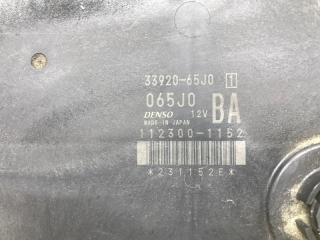 33920-65J0 1
065J0
DENSO 12V BA
MADE IN JAPAN
112300-1152
*231152E*